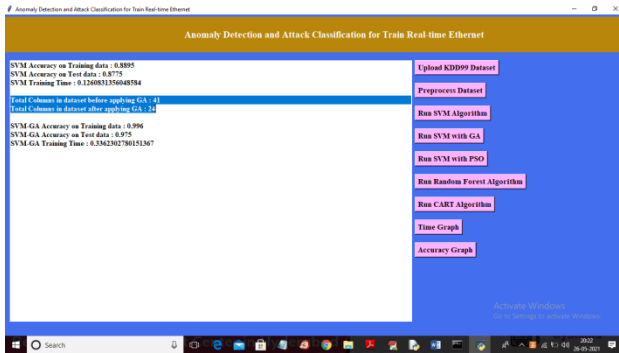 Anomaly Detection and Attack Classification for Train Real-time Ethernet
Anomaly Detection and Attack Classification for Train Real-time Ethernet
SVM Accuracy on Training data : 0.8895
SVM Accuracy on Test data : 0.8775
SVM Training Time : 0.1260831356048584
Total Columns in dataset before applying GA : 41
Total Columns in dataset after applying GA : 24
SVM-GA Accuracy on Training data : 0.996
SVM-GA Accuracy on Test data : 0.975
SVM-GA Training Time : 0.3362302780151367
Upload KDD99 Dataset
Preprocess Dataset
Run SVM Algorithm
Run SVM with GA
Run SVM with PSO
Run Random Forest Algorithm
Run CART Algorithm
Time Graph
Accuracy Graph
Activate Windows
Go to Settings to activate Windows.
Search
20:22
26-05-2021